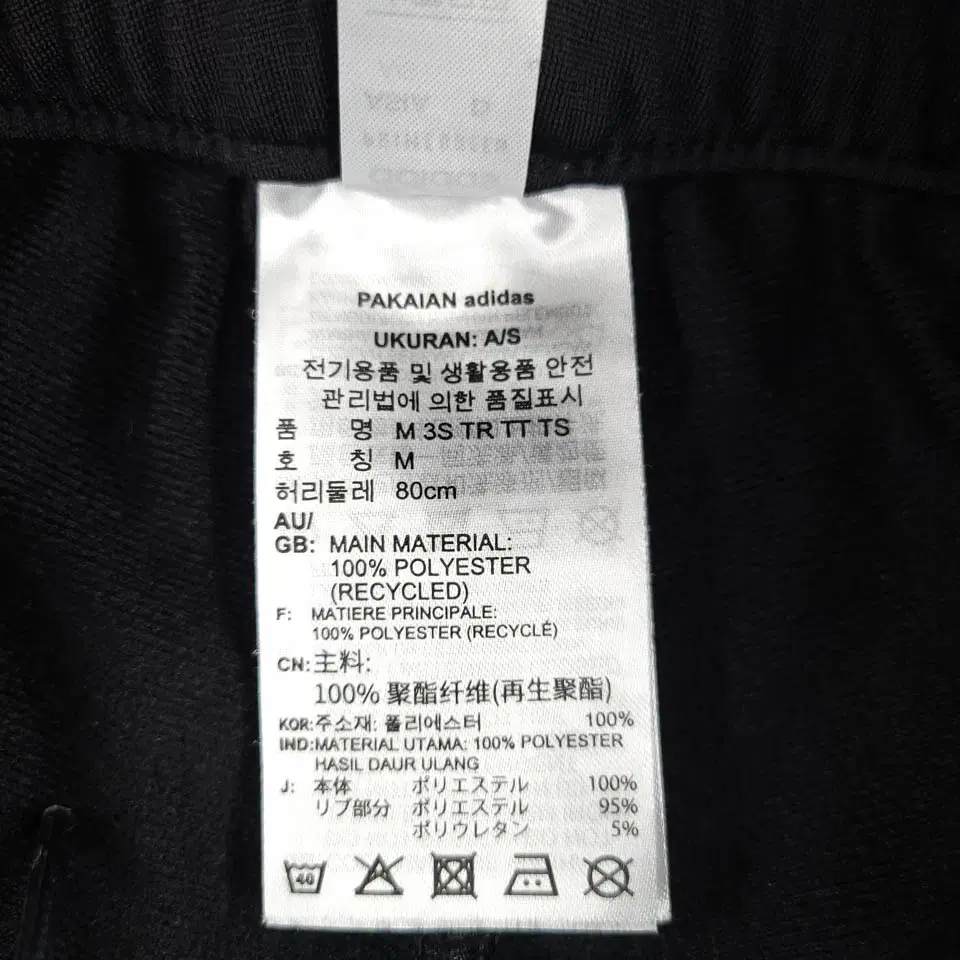 PAKAIAN adidas
UKURAN: A/S
전기용품 및 생활용품 안전
관리법에 의한 품질표시
품 명 M 3S TR TT TS
호 칭 M
허리둘레 80cm
AU/
GB: MAIN MATERIAL:
100% POLYESTER
(RECYCLED)
F: MATIERE PRINCIPALE:
100% POLYESTER (RECYCLÉ)
CN: 主料:
100% 聚酯纤维(再生聚酯)
KOR: 주소재: 폴리에스터 100%
IND: MATERIAL UTAMA: 100% POLYESTER
HASIL DAUR ULANG
J: 本体 ポリエステル 100%
リブ部分 ポリエステル 95%
ポリウレタン 5%
40